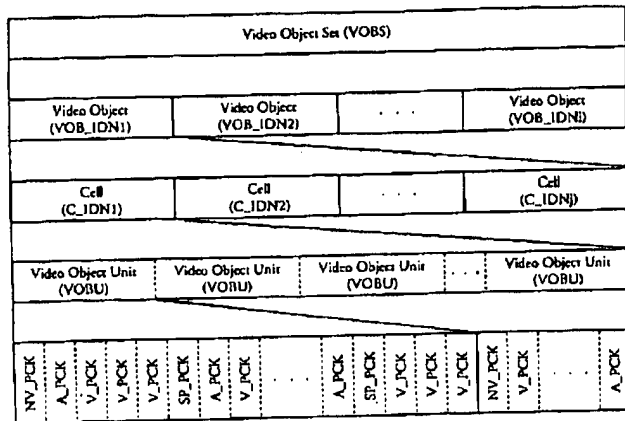 Video Object Set (VOBS)
Video Object (VOB_IDN1) Video Object (VOB_IDN2) . . . . Video Object (VOB_IDNi)
Cell (C_IDN1) Cell (C_IDN2) . . . . Cell (C_IDNj)
Video Object Unit (VOBU) Video Object Unit (VOBU) Video Object Unit (VOBU) . . . Video Object Unit (VOBU)
NV_PCK A_PCK V_PCK V_PCK V_PCK SP_PCK A_PCK V_PCK . . . . A_PCK SP_PCK V_PCK V_PCK V_PCK NV_PCK V_PCK . . . . A_PCK